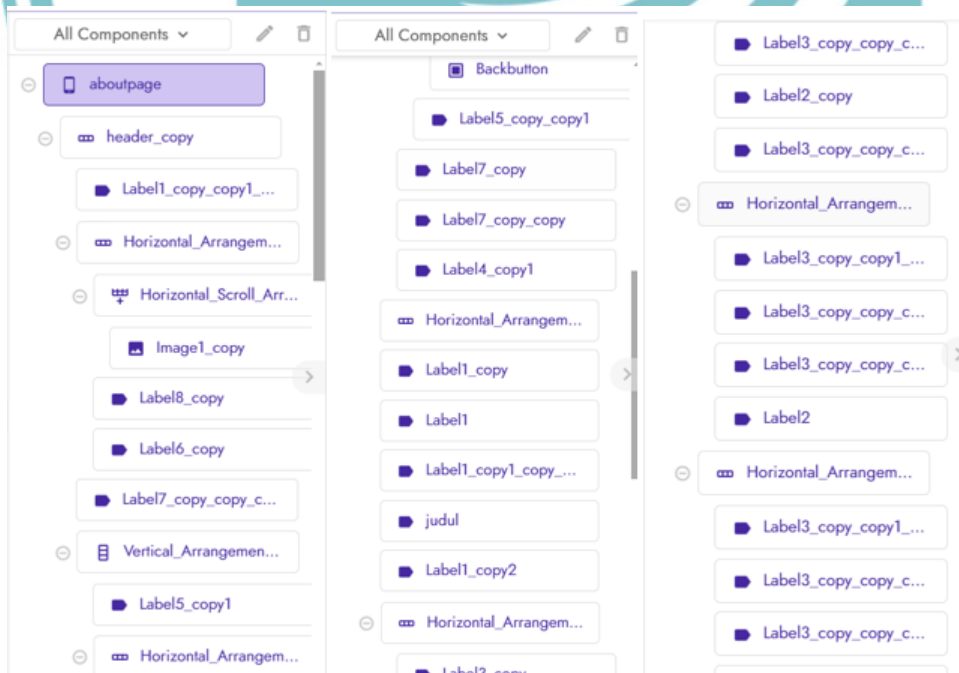 All Components
aboutpage
header_copy
Label1_copy_copy1_...
Horizontal_Arrangem...
Horizontal_Scroll_Arr...
Image1_copy
Label8_copy
Label6_copy
Label7_copy_copy_c...
Vertical_Arrangemen...
Label5_copy1
Horizontal_Arrangem...
All Components
Backbutton
Label5_copy_copy1
Label7_copy
Label7_copy_copy
Label4_copy1
Horizontal_Arrangem...
Label1_copy
Label1
Label1_copy1_copy_...
judul
Label1_copy2
Horizontal_Arrangem...
Label2_copy
Label3_copy_copy_c...
Label2_copy
Label3_copy_copy_c...
Horizontal_Arrangem...
Label3_copy_copy1_...
Label3_copy_copy_c...
Label3_copy_copy_c...
Label2
Horizontal_Arrangem...
Label3_copy_copy1_...
Label3_copy_copy_c...
Label3_copy_copy_c...